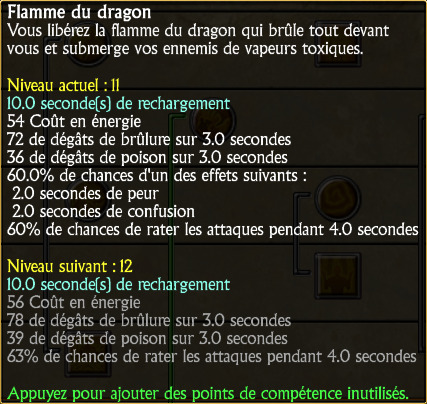 Flamme du dragon
Vous libérez la flamme du dragon qui brûle tout devant
vous et submerge vos ennemis de vapeurs toxiques.
Niveau actuel : 11
10.0 seconde(s) de rechargement
54 Coût en énergie
72 de dégâts de brûlure sur 3.0 secondes
36 de dégâts de poison sur 3.0 secondes
60.0% de chances d'un des effets suivants :
2.0 secondes de peur
2.0 secondes de confusion
60% de chances de rater les attaques pendant 4.0 secondes
Niveau suivant : 12
10.0 seconde(s) de rechargement
56 Coût en énergie
78 de dégâts de brûlure sur 3.0 secondes
39 de dégâts de poison sur 3.0 secondes
63% de chances de rater les attaques pendant 4.0 secondes
Appuyez pour ajouter des points de compétence inutilisés.